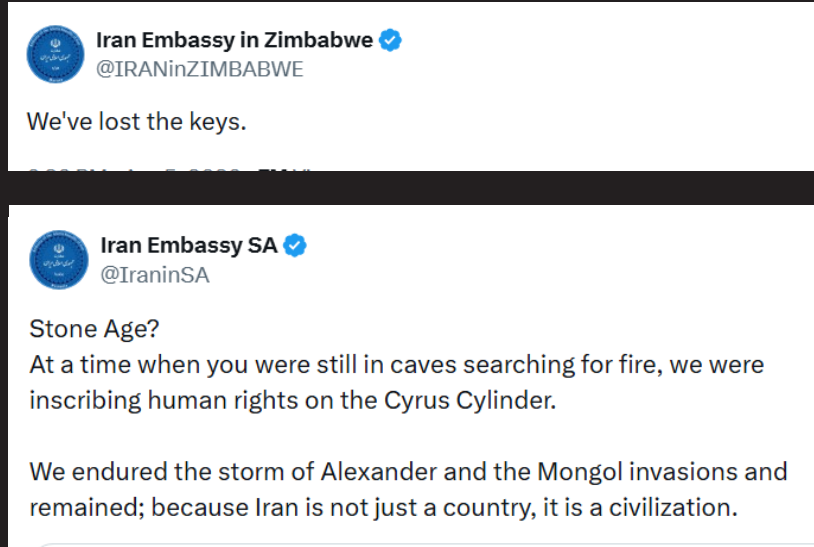 Iran Embassy in Zimbabwe
@IRANinZIMBABWE
We've lost the keys.
Iran Embassy SA
@IraninSA
Stone Age?
At a time when you were still in caves searching for fire, we were
inscribing human rights on the Cyrus Cylinder.
We endured the storm of Alexander and the Mongol invasions and
remained; because Iran is not just a country, it is a civilization.